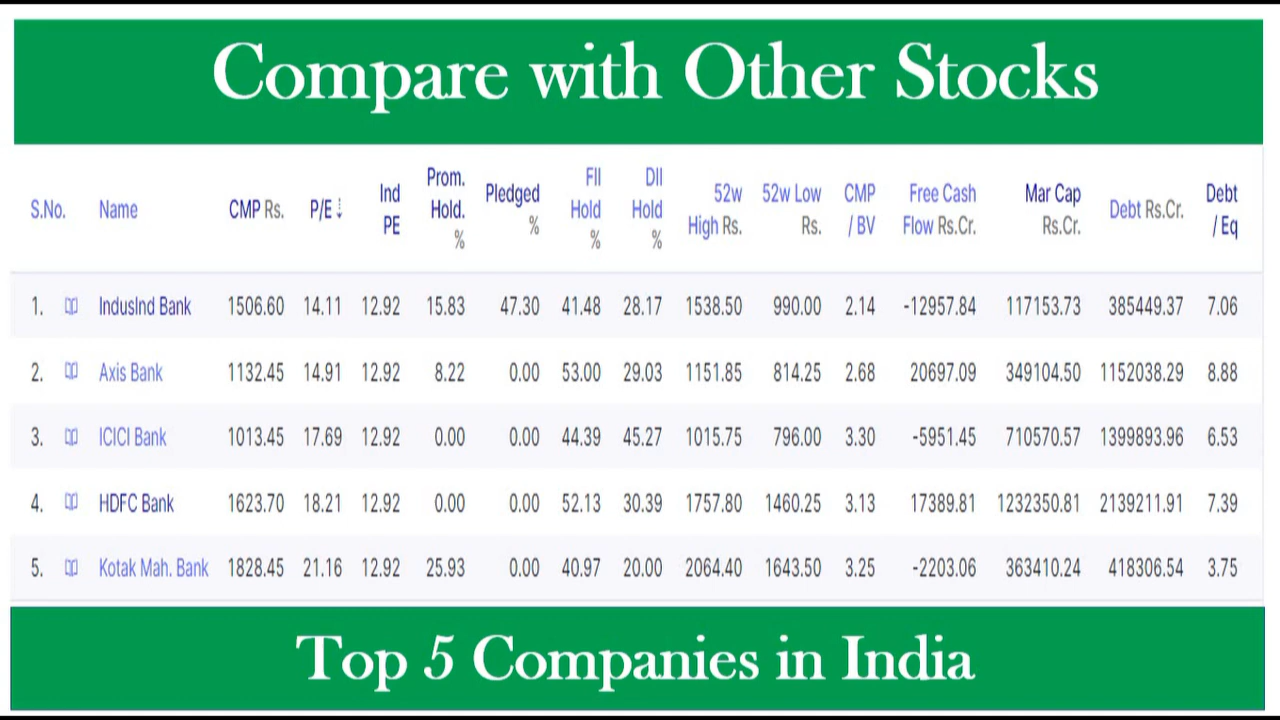 Compare with Other Stocks
S.No. Name CMP Rs. P/E Ind PE Prom. Hold. % Pledged % FII Hold % DII Hold % 52w High Rs. 52w Low Rs. CMP / BV Free Cash Flow Rs.Cr. Mar Cap Rs.Cr. Debt Rs.Cr. Debt / Eq
1. IndusInd Bank 1506.60 14.11 12.92 15.83 47.30 41.48 28.17 1538.50 990.00 2.14 -12957.84 117153.73 385449.37 7.06
2. Axis Bank 1132.45 14.91 12.92 8.22 0.00 53.00 29.03 1151.85 814.25 2.68 20697.09 349104.50 1152038.29 8.88
3. ICICI Bank 1013.45 17.69 12.92 0.00 0.00 44.39 45.27 1015.75 796.00 3.30 -5951.45 710570.57 1399893.96 6.53
4. HDFC Bank 1623.70 18.21 12.92 0.00 0.00 52.13 30.39 1757.80 1460.25 3.13 17389.81 1232350.81 2139211.91 7.39
5. Kotak Mah. Bank 1828.45 21.16 12.92 25.93 0.00 40.97 20.00 2064.40 1643.50 3.25 -2203.06 363410.24 418306.54 3.75
Top 5 Companies in India